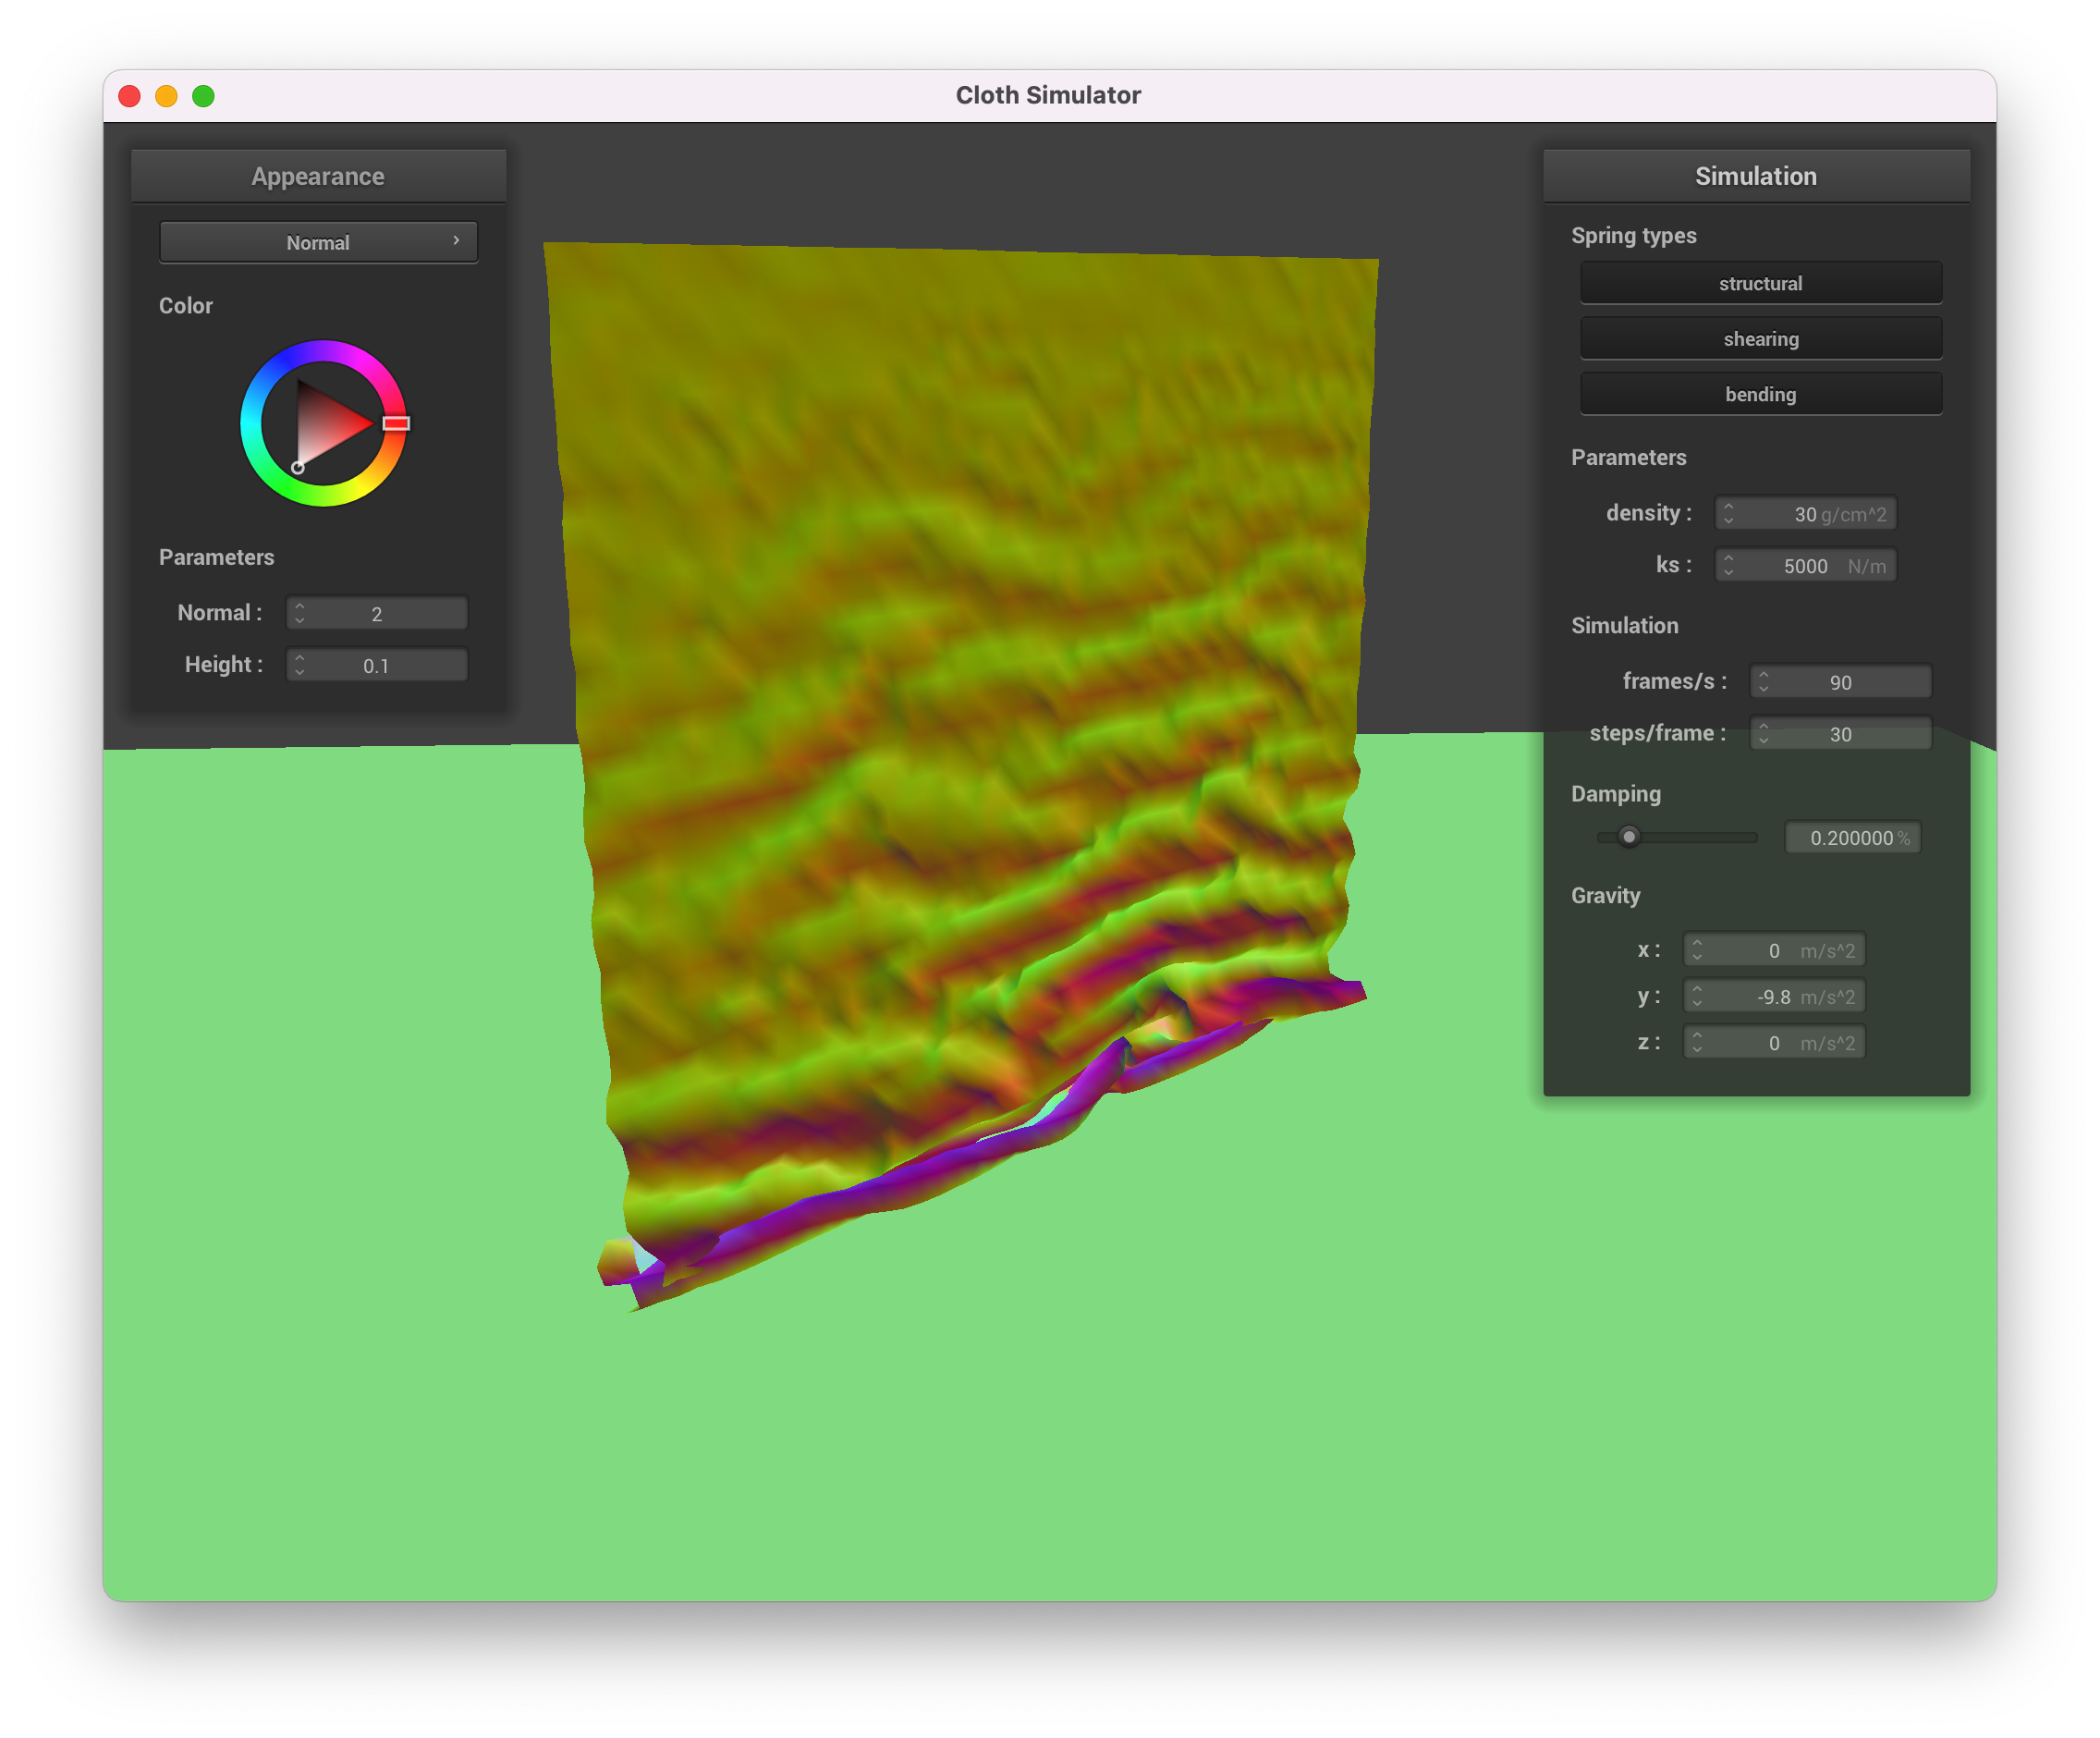 Cloth Simulator
Appearance
Normal
Color
Parameters
Normal : 2
Height : 0.1
Simulation
Spring types
structural
shearing
bending
Parameters
density : 30 g/cm^2
ks : 5000 N/m
Simulation
frames/s : 90
steps/frame : 30
Damping
0.200000 %
Gravity
x : 0 m/s^2
y : -9.8 m/s^2
z : 0 m/s^2